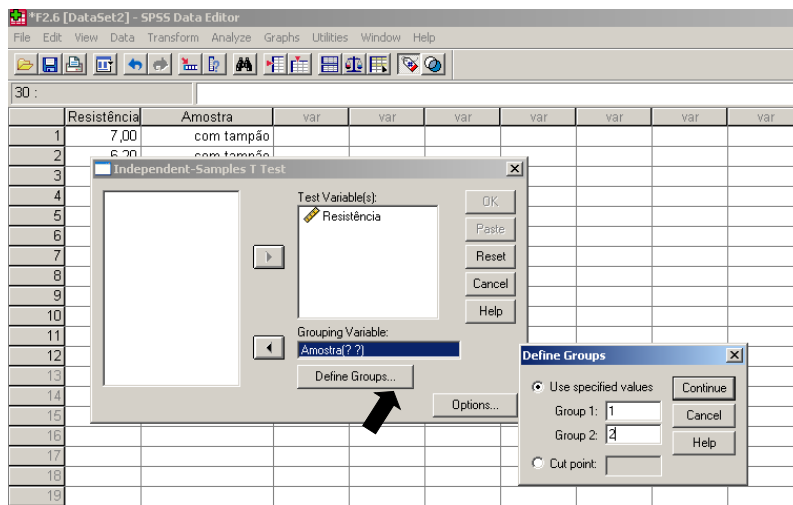 *F2.6 [DataSet2] - SPSS Data Editor
File Edit View Data Transform Analyze Graphs Utilities Window Help
30 :
Resistência Amostra var var var var var var var
1 7,00 com tampão
2 6,20 com tampão
3
4
5
6
7
8
9
10
11
12
13
14
15
16
17
18
19
Independent-Samples T Test
Test Variable(s):
Resistência
OK
Paste
Reset
Cancel
Help
Grouping Variable:
Amostra(? ?)
Define Groups...
Options...
Define Groups
Use specified values
Group 1: 1
Group 2: 2
Cut point:
Continue
Cancel
Help